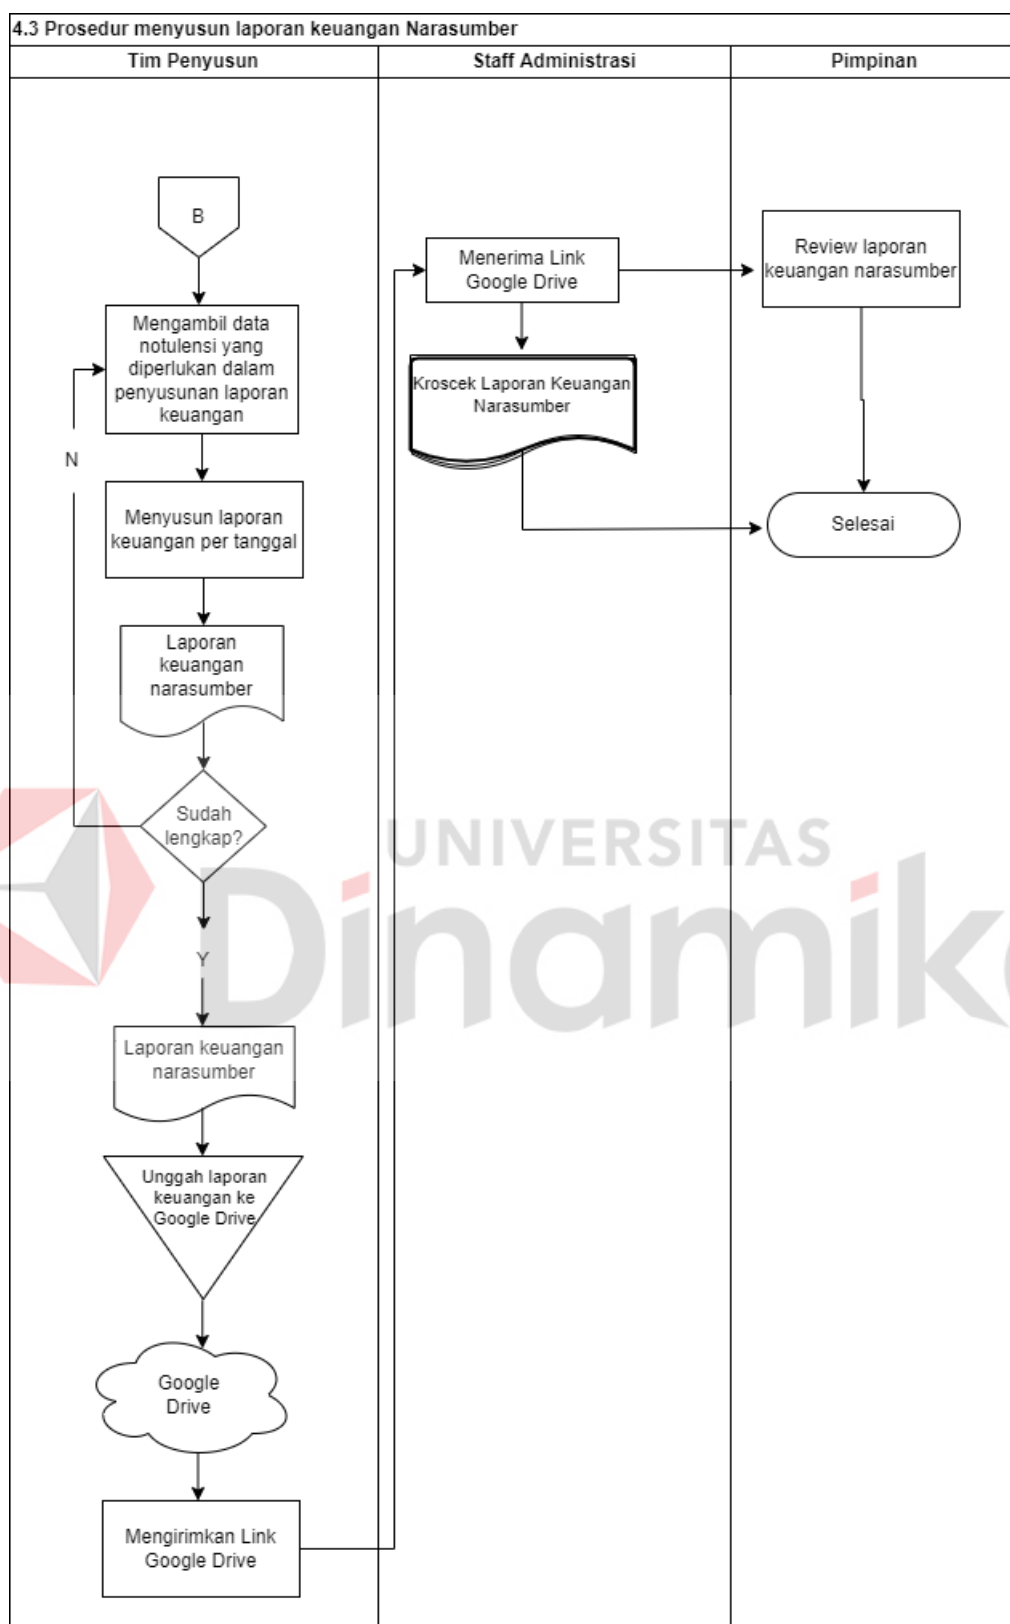 4.3 Prosedur menyusun laporan keuangan Narasumber
Tim Penyusun
Staff Administrasi
Pimpinan
B
Mengambil data
notulensi yang
diperlukan dalam
penyusunan laporan
keuangan
N
Menyusun laporan
keuangan per tanggal
Laporan
keuangan
narasumber
Sudah
lengkap?
Y
Laporan keuangan
narasumber
Unggah laporan
keuangan ke
Google Drive
Google
Drive
Mengirimkan Link
Google Drive
Menerima Link
Google Drive
Kroscek Laporan Keuangan
Narasumber
Review laporan
keuangan narasumber
Selesai
UNIVERSITAS
Dinamika